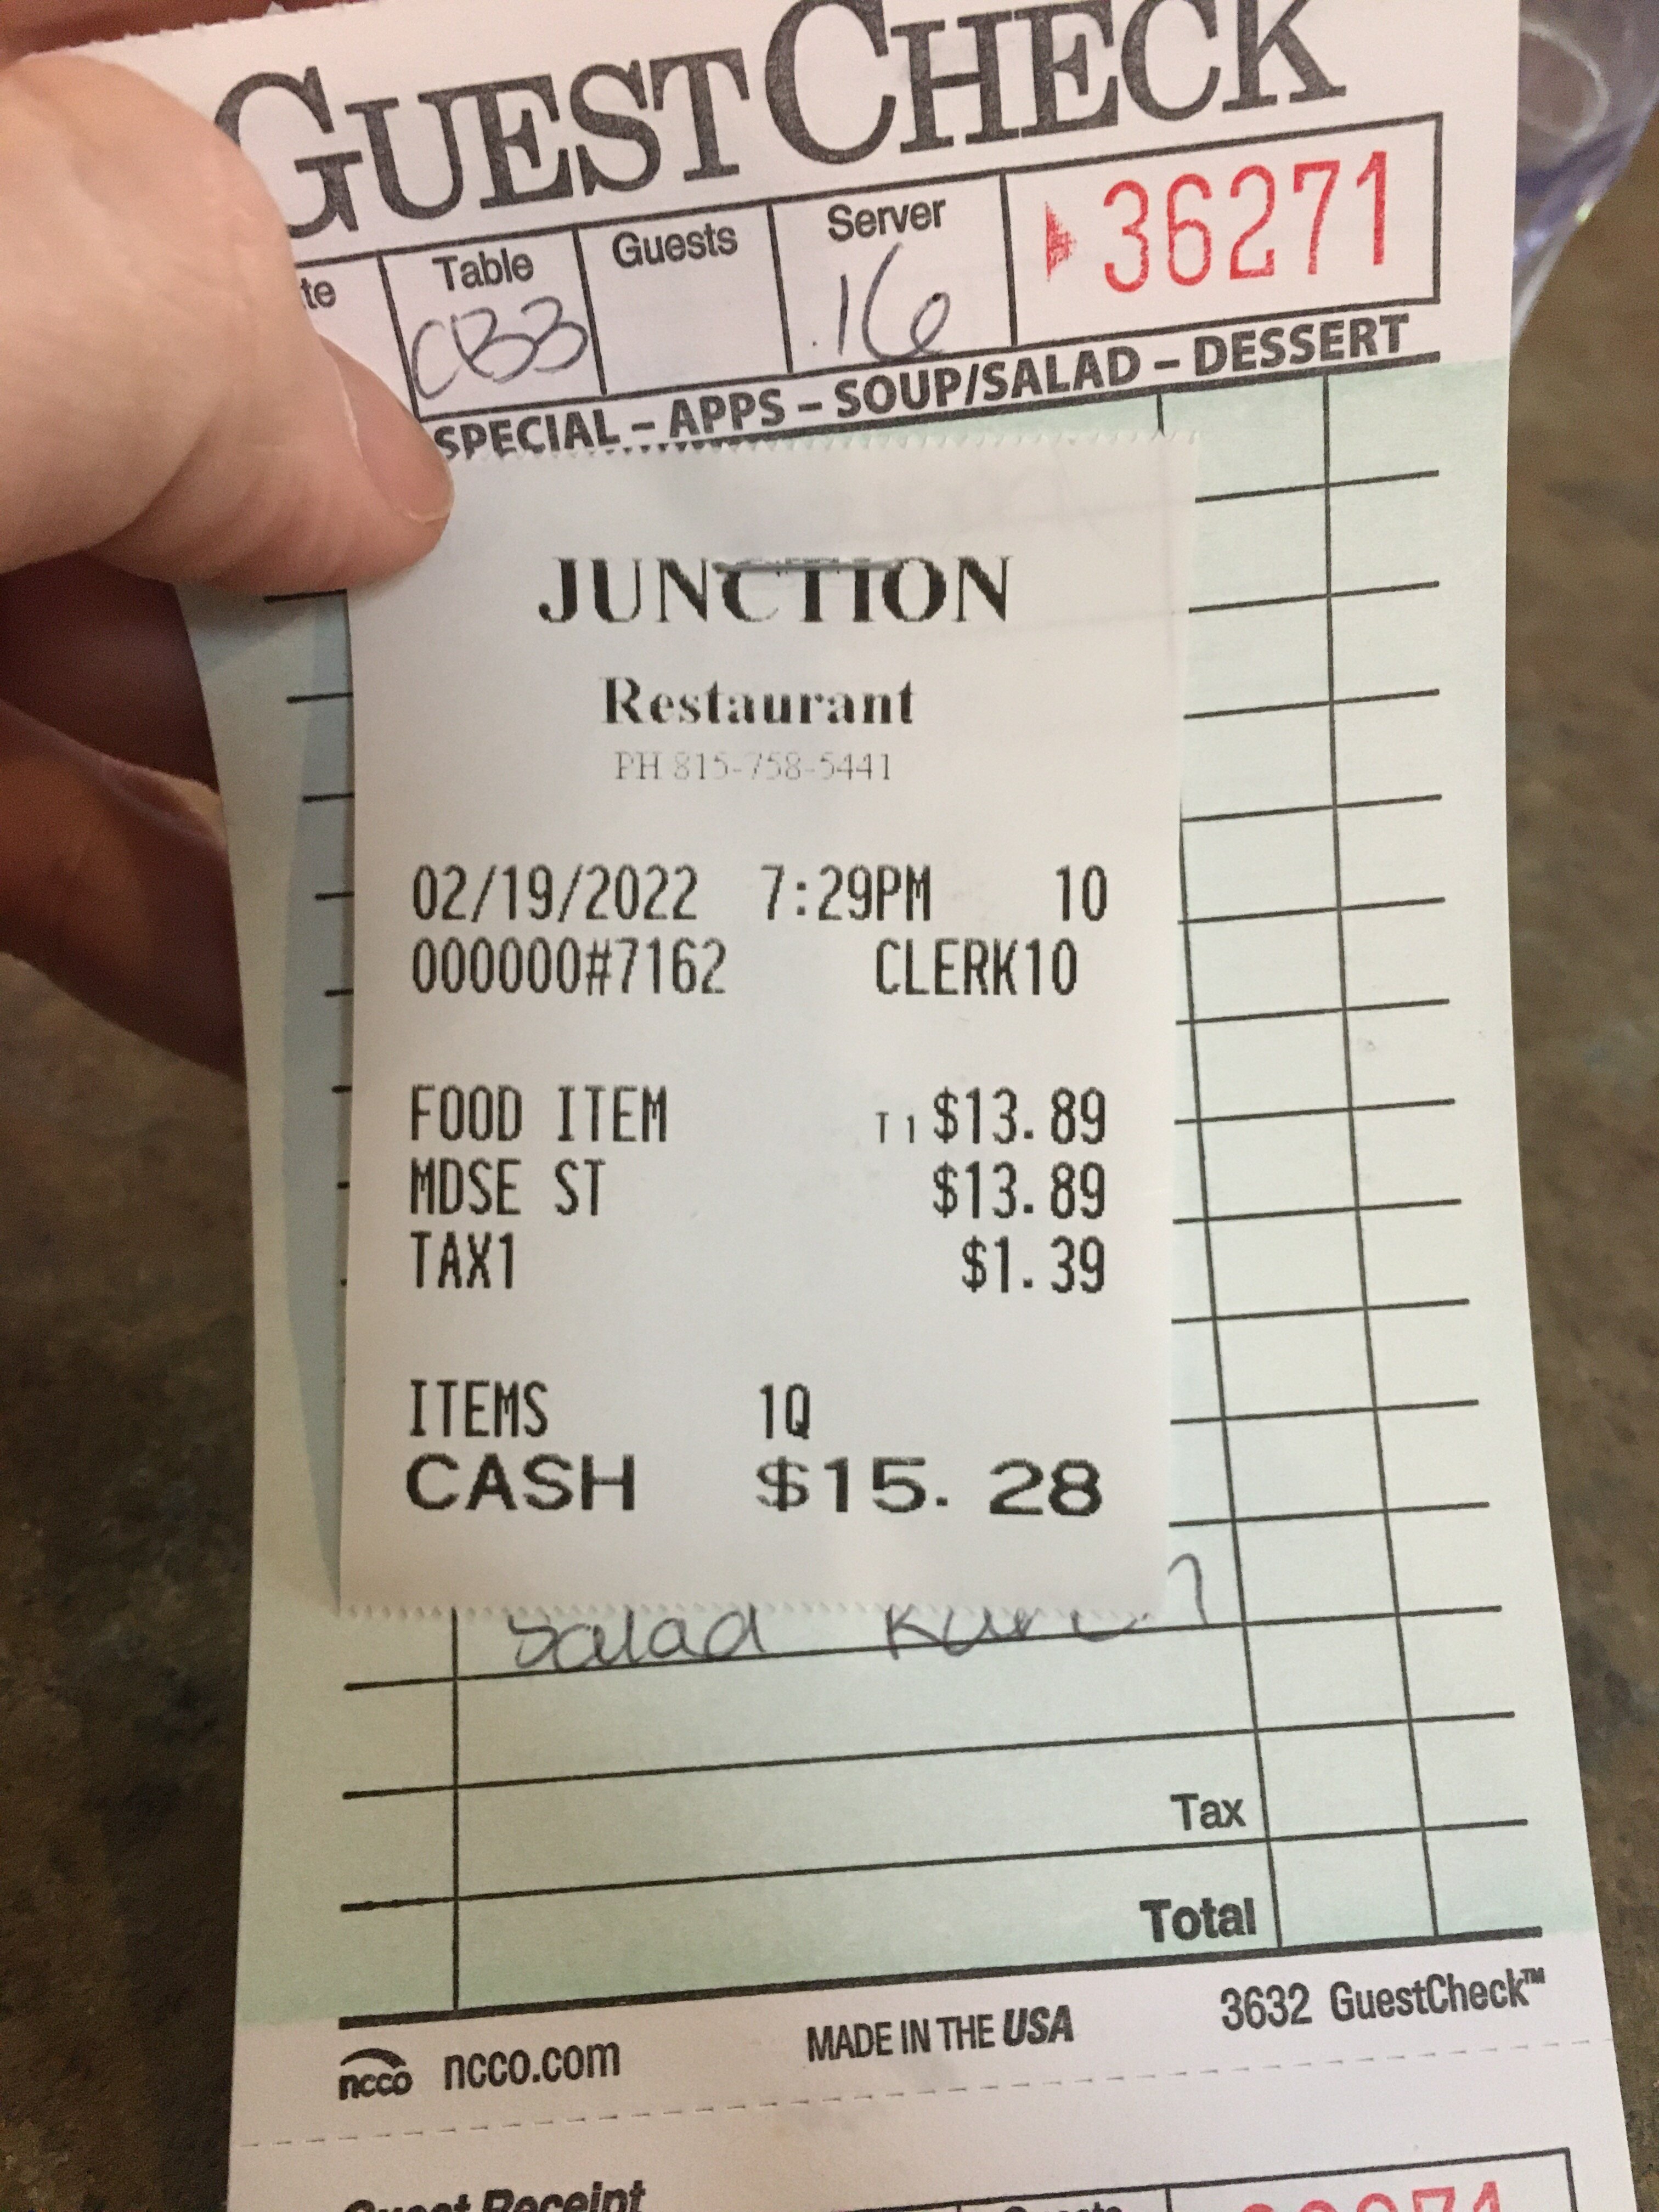 GUEST CHECK
te Table Guests Server 36271
CB3 16
SPECIAL – APPS – SOUP/SALAD – DESSERT
JUNCTION
Restaurant
PH 815-758-5441
02/19/2022 7:29PM 10
000000#7162 CLERK10
FOOD ITEM T1 $13.89
MDSE ST $13.89
TAX1 $1.39
ITEMS 1Q
CASH $15.28
Salad
Tax
Total
ncco ncco.com MADE IN THE USA 3632 GuestCheck™
Guest Receipt